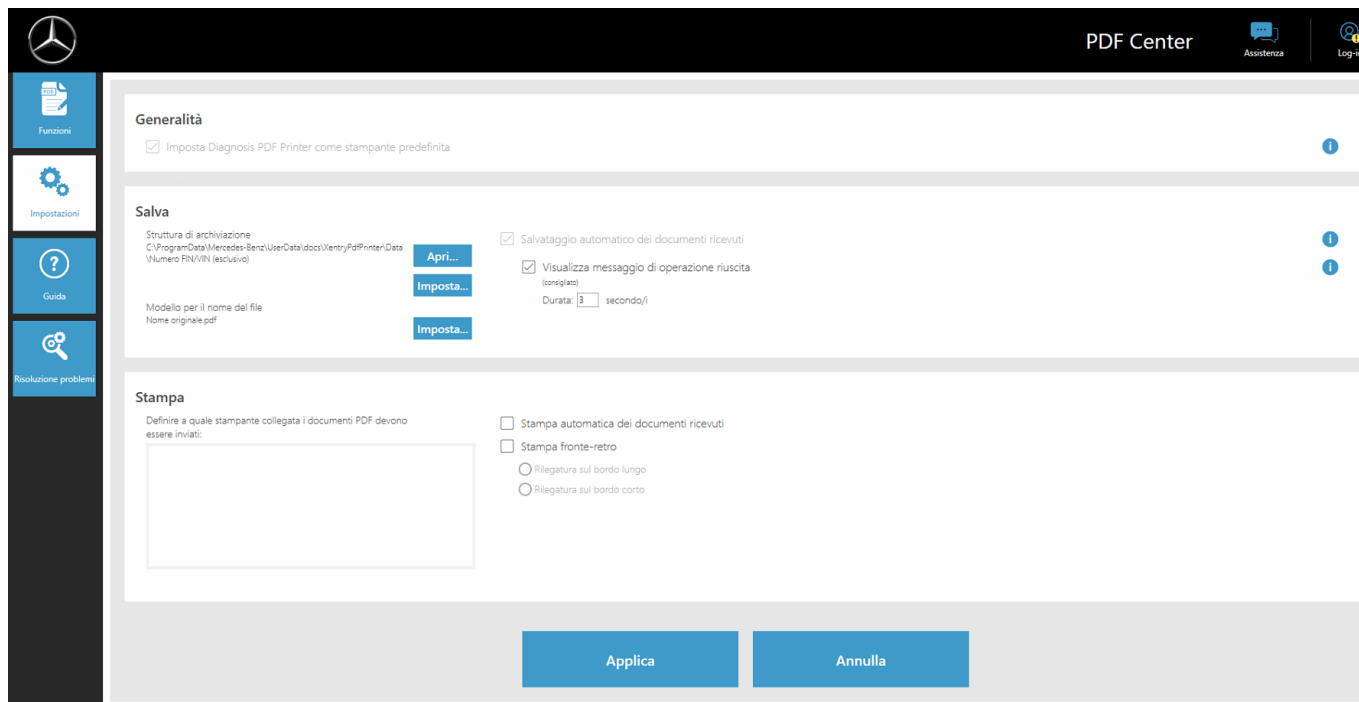 PDF Center
Assistenza
Funzioni
Impostazioni
Guida
Risoluzione problemi
Generalità
Imposta Diagnosis PDF Printer come stampante predefinita
Salva
Struttura di archiviazione
C:\ProgramData\Mercedes-Benz\UserData\docs\XentryPdfPrinter\Data
\Numero FIN/VIN (esclusivo)
Apri...
Imposta...
Modello per il nome del file
Nome originale.pdf
Imposta...
Salvataggio automatico dei documenti ricevuti
Visualizza messaggio di operazione riuscita
(consigliato)
Durata: 3 secondo/i
Stampa
Definire a quale stampante collegata i documenti PDF devono
essere inviati:
Stampa automatica dei documenti ricevuti
Stampa fronte-retro
Rilegatura sul bordo lungo
Rilegatura sul bordo corto
Applica
Annulla